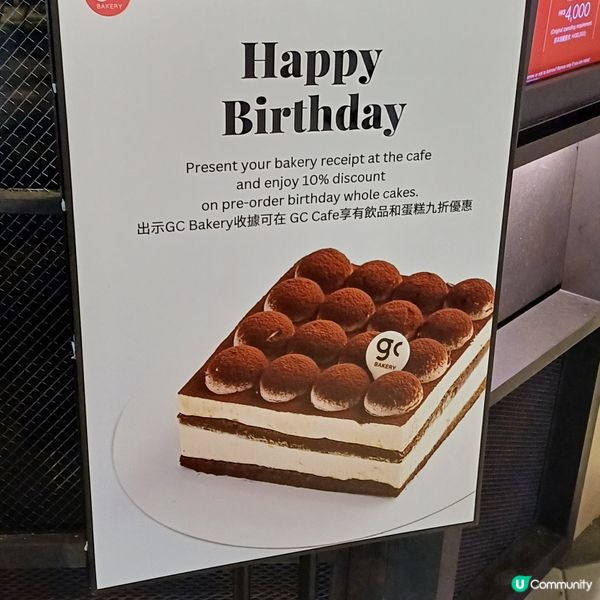 BAKERY
Happy
Birthday
Present your bakery receipt at the cafe
and enjoy 10% discount
on pre-order birthday whole cakes.
出示GC Bakery收據可在 GC Cafe享有飲品和蛋糕九折優惠
gc
BAKERY
HK$
4,000
U Community